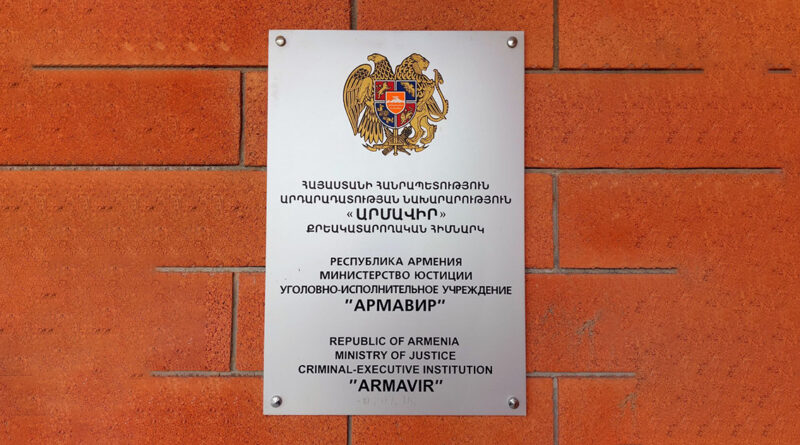 ՀԱՅԱՍՏԱՆԻ ՀԱՆՐԱՊԵՏՈՒԹՅՈՒՆ
ԱՐԴԱՐԱԴԱՏՈՒԹՅԱՆ ՆԱԽԱՐԱՐՈՒԹՅՈՒՆ
«ԱՐՄԱՎԻՐ»
ՔՐԵԱԿԱՏԱՐՈՂԱԿԱՆ ՀԻՄՆԱՐԿ
РЕСПУБЛИКА АРМЕНИЯ
МИНИСТЕРСТВО ЮСТИЦИИ
УГОЛОВНО-ИСПОЛНИТЕЛЬНОЕ УЧРЕЖДЕНИЕ
"АРМАВИР"
REPUBLIC OF ARMENIA
MINISTRY OF JUSTICE
CRIMINAL-EXECUTIVE INSTITUTION
"ARMAVIR"